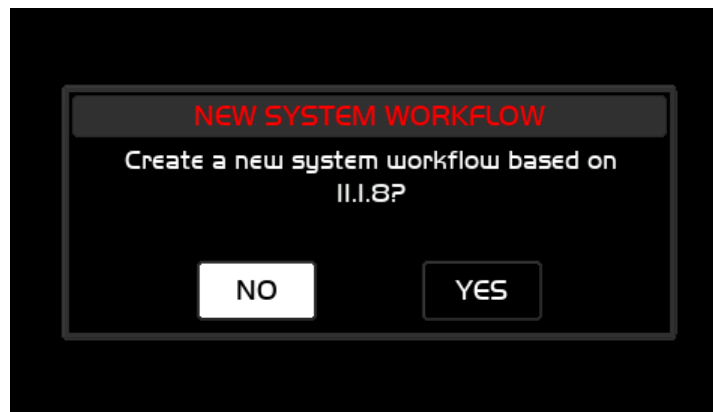 NEW SYSTEM WORKFLOW
Create a new system workflow based on
11.1.8?
NO
YES